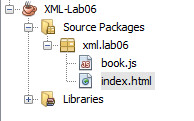 XML-Lab06
Source Packages
xml.lab06
book.js
index.html
Libraries